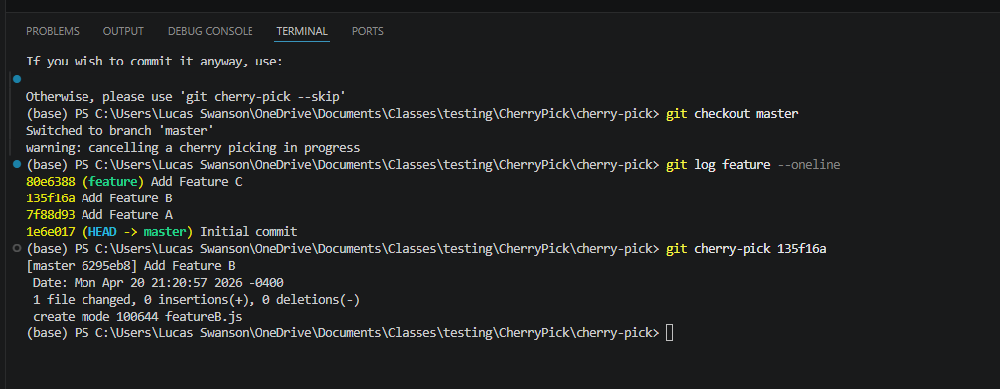 PROBLEMS OUTPUT DEBUG CONSOLE TERMINAL PORTS
If you wish to commit it anyway, use:
Otherwise, please use 'git cherry-pick --skip'
(base) PS C:\Users\Lucas Swanson\OneDrive\Documents\Classes\testing\CherryPick\cherry-pick> git checkout master
Switched to branch 'master'
warning: cancelling a cherry picking in progress
(base) PS C:\Users\Lucas Swanson\OneDrive\Documents\Classes\testing\CherryPick\cherry-pick> git log feature --oneline
80e6388 (feature) Add Feature C
135f16a Add Feature B
7f88d93 Add Feature A
1e6e017 (HEAD -> master) Initial commit
(base) PS C:\Users\Lucas Swanson\OneDrive\Documents\Classes\testing\CherryPick\cherry-pick> git cherry-pick 135f16a
[master 6295eb8] Add Feature B
 Date: Mon Apr 20 21:20:57 2026 -0400
 1 file changed, 0 insertions(+), 0 deletions(-)
 create mode 100644 featureB.js
(base) PS C:\Users\Lucas Swanson\OneDrive\Documents\Classes\testing\CherryPick\cherry-pick>